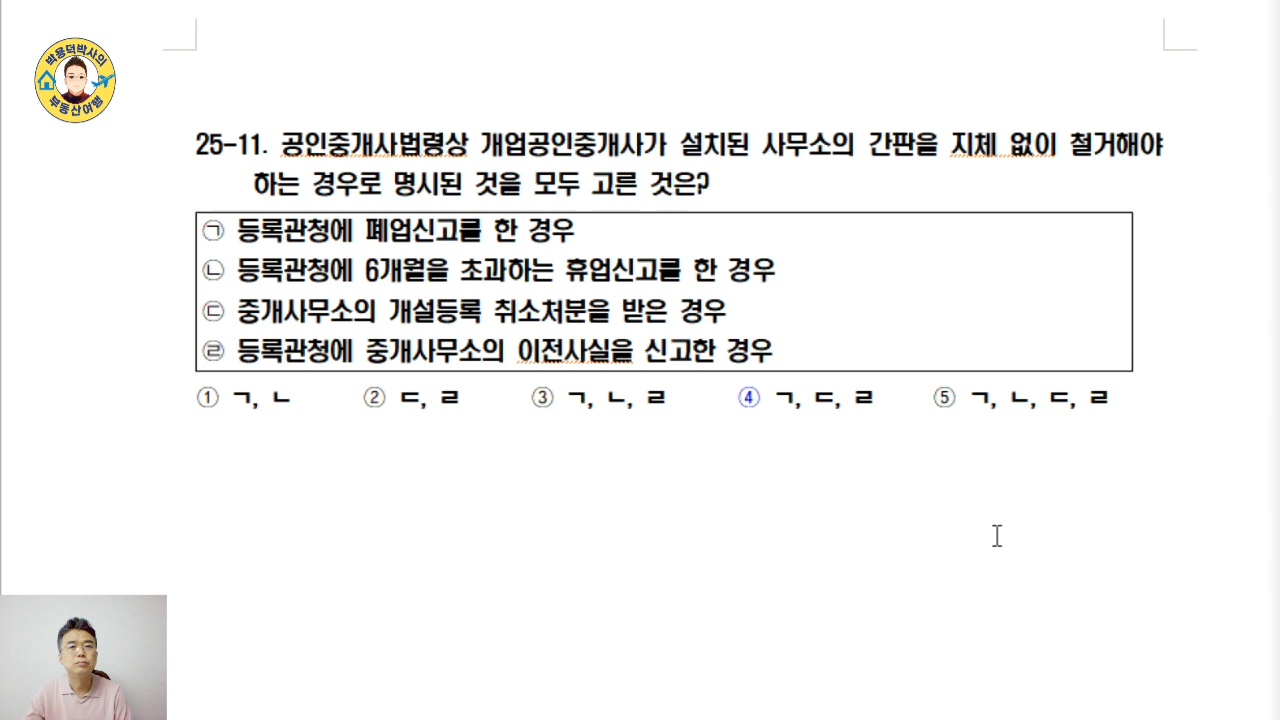 박용덕박사의
부동산여행
25-11. 공인중개사법령상 개업공인중개사가 설치된 사무소의 간판을 지체 없이 철거해야
하는 경우로 명시된 것을 모두 고른 것은?
㉠ 등록관청에 폐업신고를 한 경우
㉡ 등록관청에 6개월을 초과하는 휴업신고를 한 경우
㉢ 중개사무소의 개설등록 취소처분을 받은 경우
㉣ 등록관청에 중개사무소의 이전사실을 신고한 경우
① ㄱ, ㄴ ② ㄷ, ㄹ ③ ㄱ, ㄴ, ㄹ ④ ㄱ, ㄷ, ㄹ ⑤ ㄱ, ㄴ, ㄷ, ㄹ